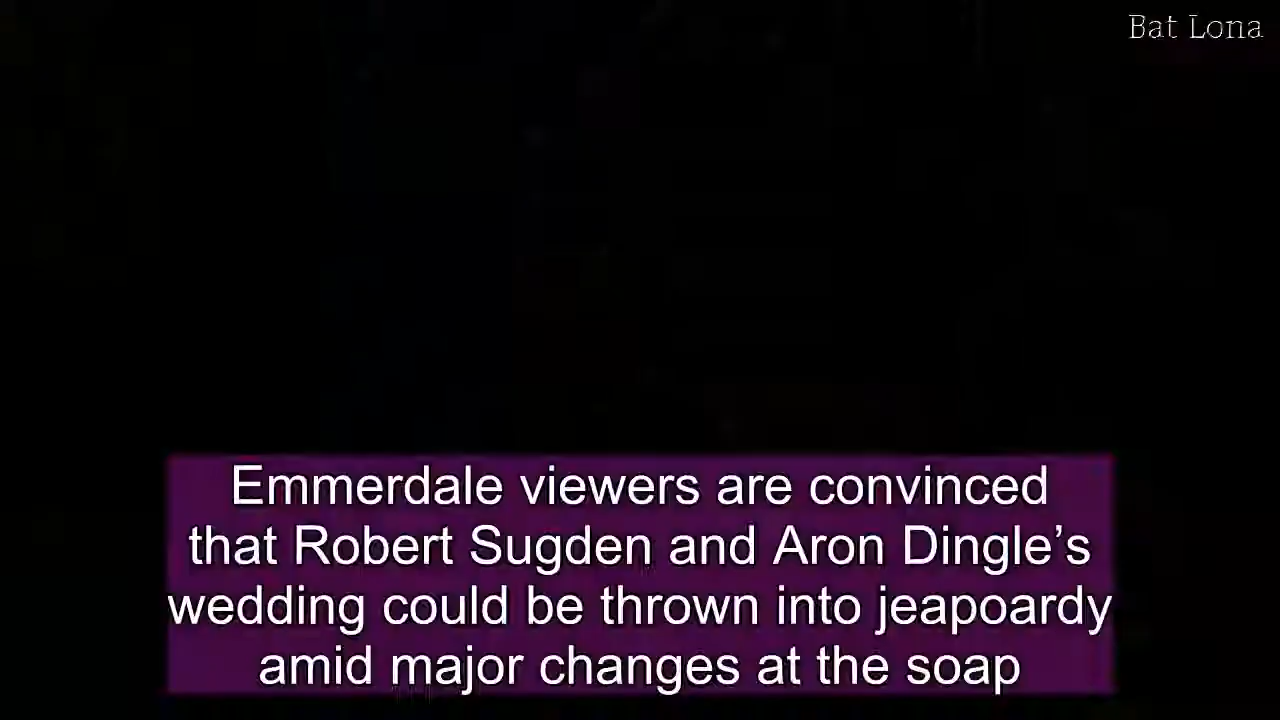 Bat Lona
Emmerdale viewers are convinced
that Robert Sugden and Aron Dingle’s
wedding could be thrown into jeapoardy
amid major changes at the soap